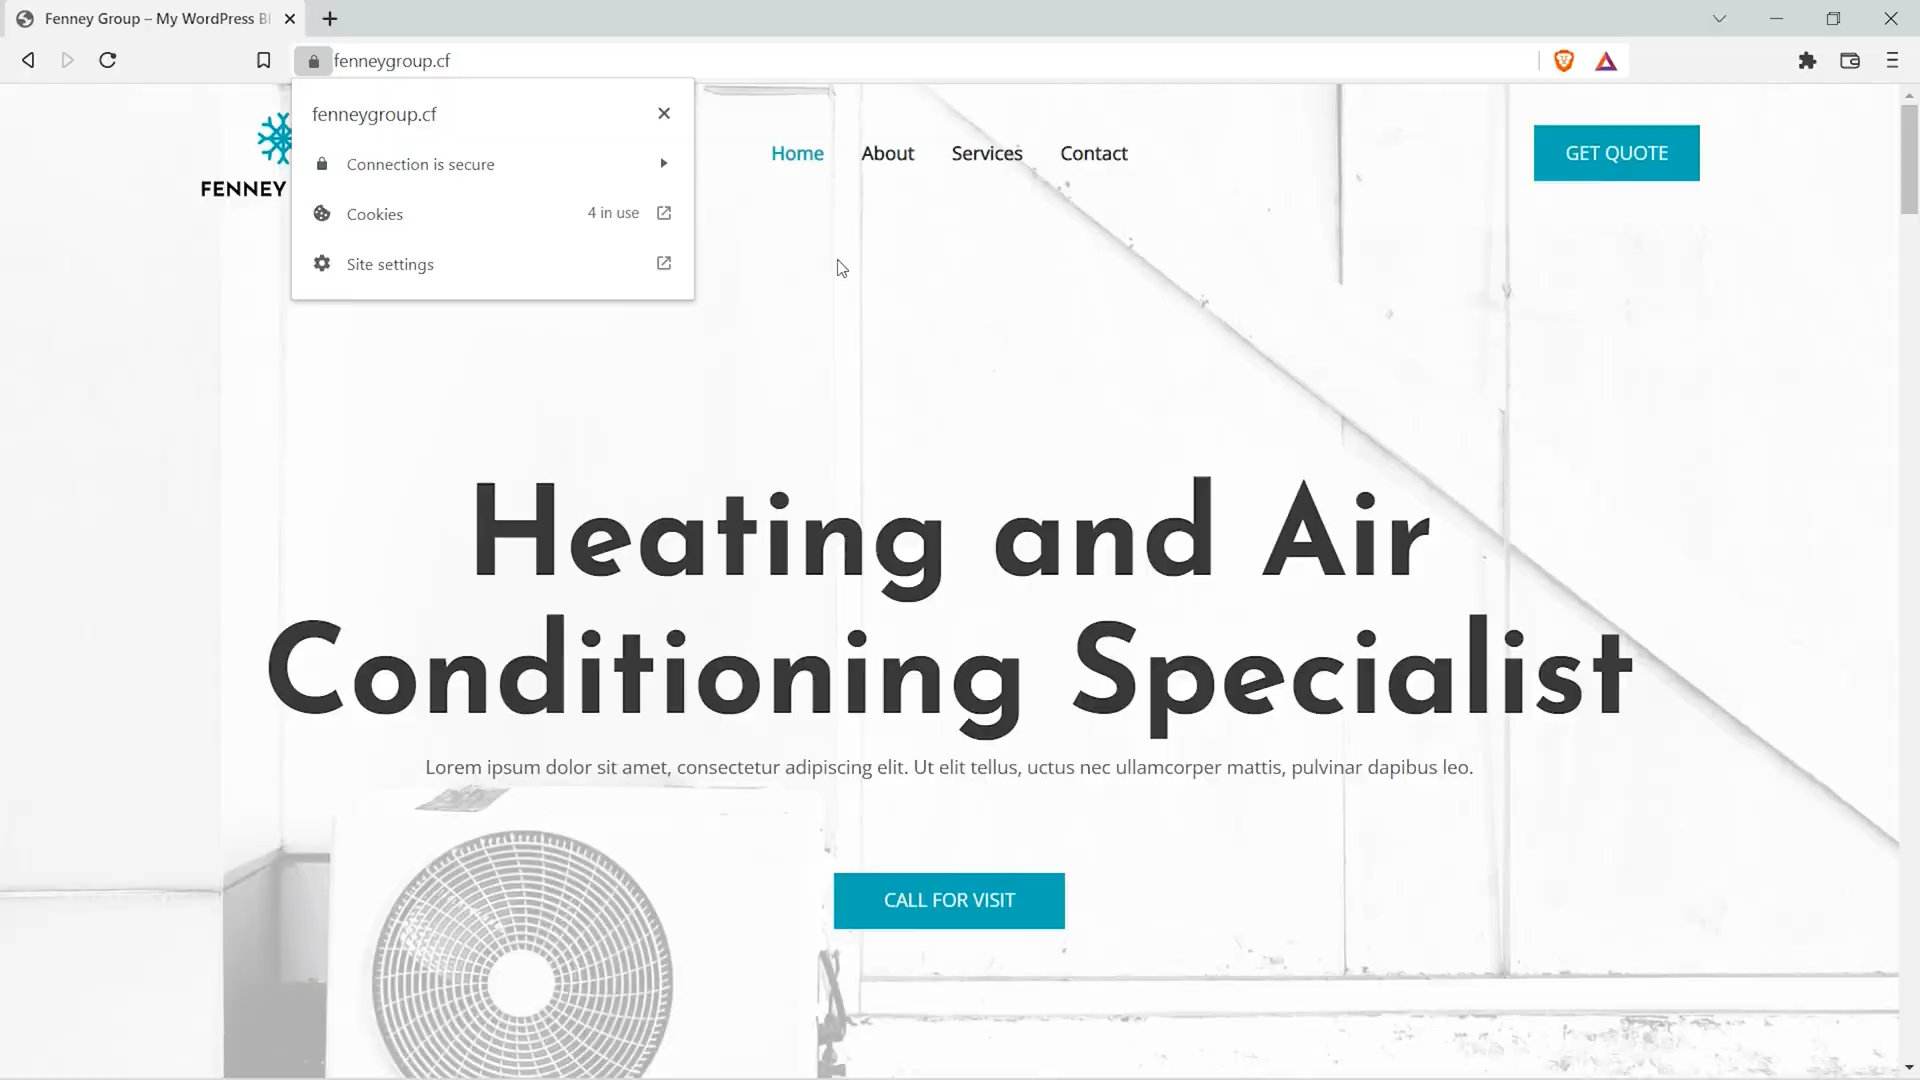 Fenney Group – My WordPress Bl
fenneygroup.cf
fenneygroup.cf
Connection is secure
Cookies 4 in use
Site settings
FENNEY
Home About Services Contact
GET QUOTE
Heating and Air
Conditioning Specialist
Lorem ipsum dolor sit amet, consectetur adipiscing elit. Ut elit tellus, uctus nec ullamcorper mattis, pulvinar dapibus leo.
CALL FOR VISIT